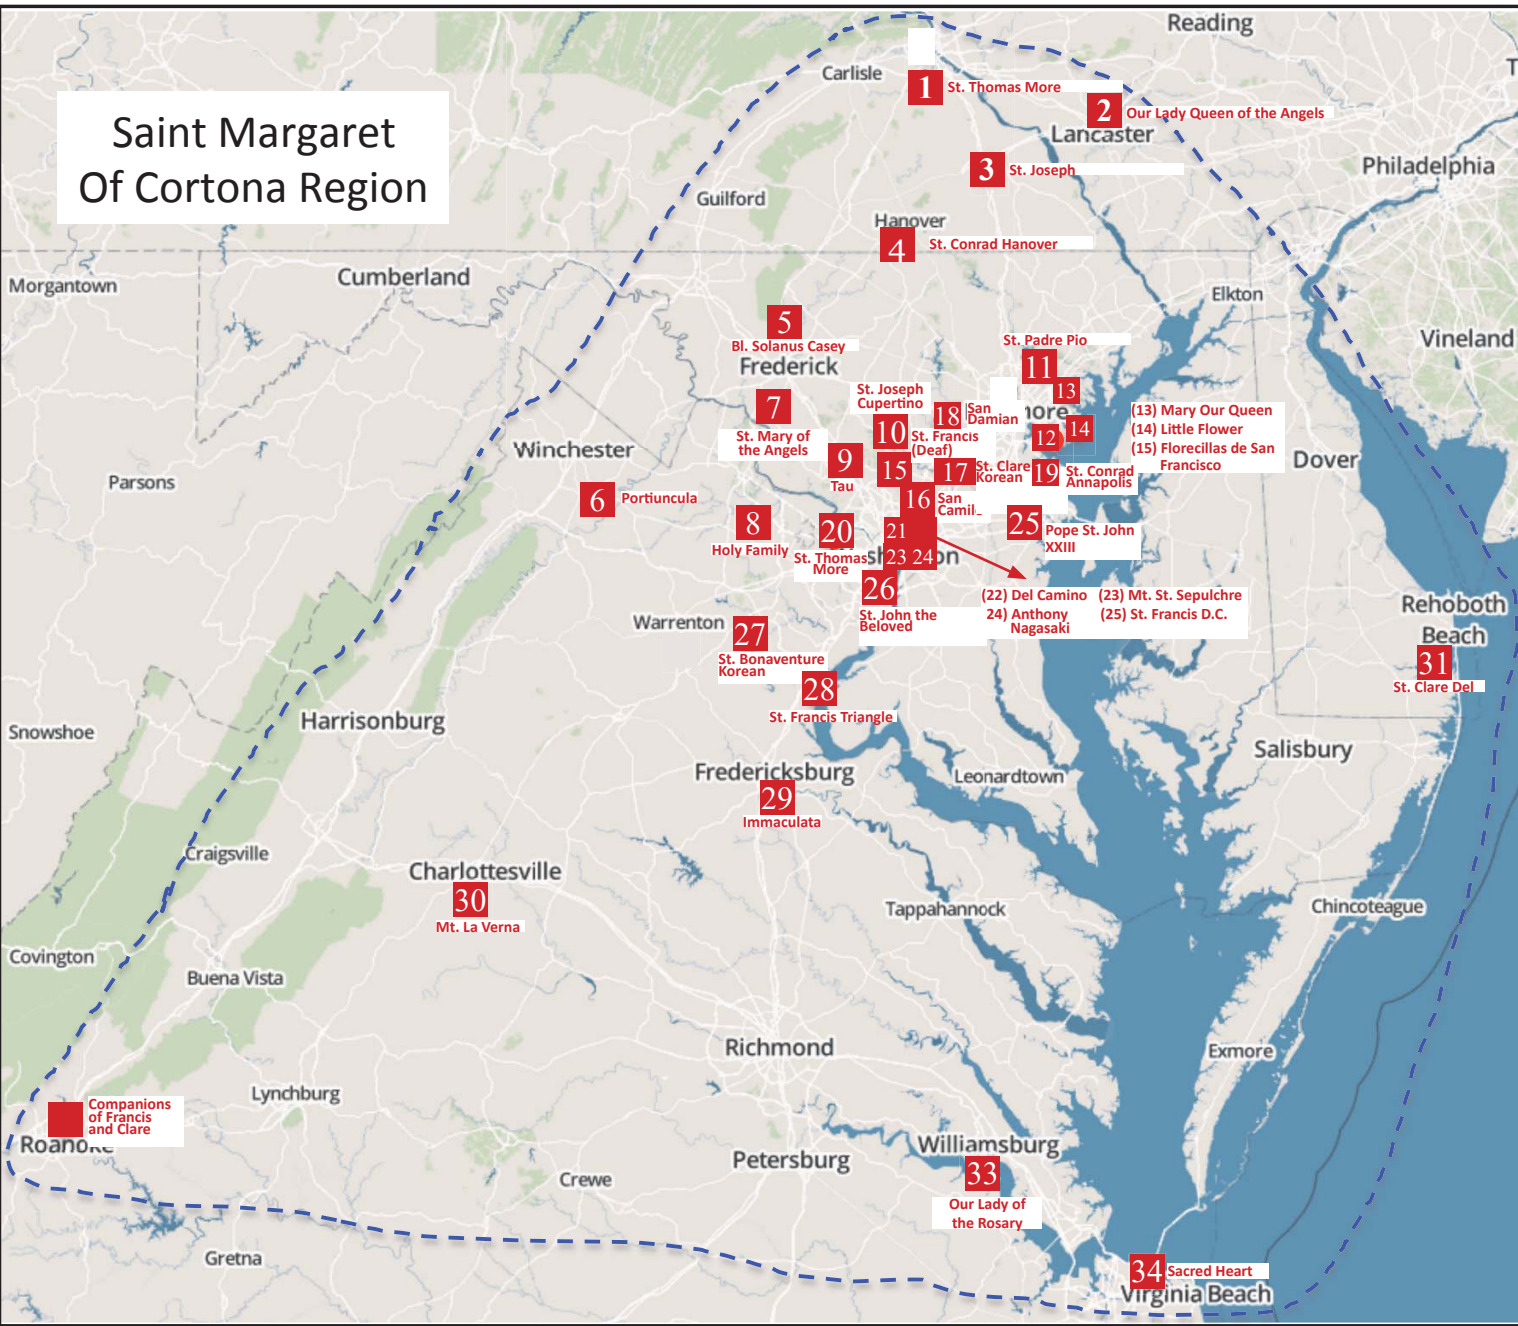 Reading
Carlisle
1
St. Thomas More
2
Our Lady Queen of the Angels
Lancaster
Saint Margaret
Of Cortona Region
Philadelphia
3
St. Joseph
Guilford
Hanover
4
St. Conrad Hanover
Morgantown
Cumberland
Elkton
5
Bl. Solanus Casey
Frederick
St. Padre Pio
11
13
Vineland
7
St. Mary of
the Angels
St. Joseph
Cupertino
10
St. Francis
(Deaf)
18
San
Damian
more
12
14
(13) Mary Our Queen
(14) Little Flower
(15) Florecillas de San
Francisco
Dover
Winchester
9
Tau
15
17
St. Clare
Korean
19
St. Conrad
Annapolis
Parsons
6
Portiuncula
16
San
Camil
8
Holy Family
20
St. Thomas
More
21
23
24
sh
on
25
Pope St. John
XXIII
26
St. John the
Beloved
(22) Del Camino
(23) Mt. St. Sepulchre
24) Anthony
Nagasaki
(25) St. Francis D.C.
Rehoboth
Beach
31
St. Clare Del
Warrenton
27
St. Bonaventure
Korean
28
St. Francis Triangle
Harrisonburg
Snowshoe
Salisbury
Fredericksburg
29
Immaculata
Leonardtown
Craigsville
Charlottesville
30
Mt. La Verna
Tappahannock
Chincoteague
Covington
Buena Vista
Richmond
Exmore
Lynchburg
Companions
of Francis
and Clare
Roanoke
Williamsburg
33
Our Lady of
the Rosary
Petersburg
Crewe
Gretna
34
Sacred Heart
Virginia Beach